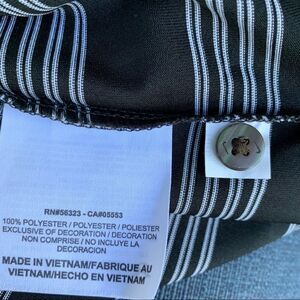 RN#56323 - CA#05553
100% POLYESTER / POLYESTER / POLIESTER
EXCLUSIVE OF DECORATION / DECORATION
NON COMPRISE / NO INCLUYE LA
DECORACION
MADE IN VIETNAM/FABRIQUE AU
VIETNAM/HECHO EN VIETNAM